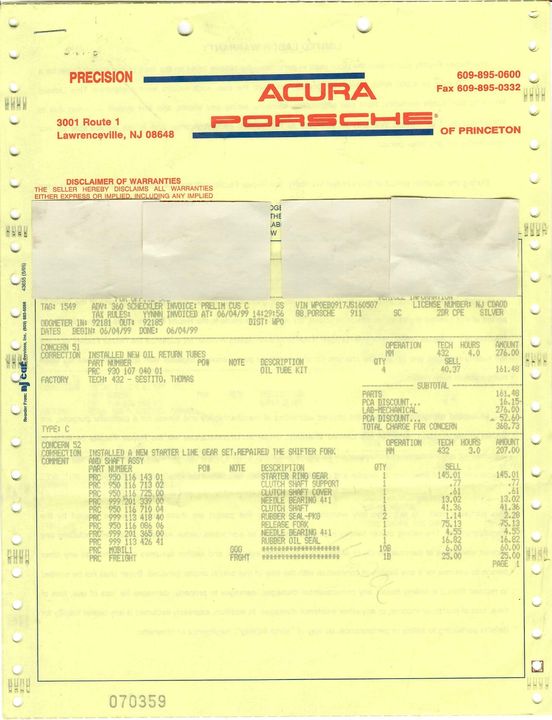 PRECISION
609-895-0600
Fax 609-895-0332
ACURA
3001 Route 1
Lawrenceville, NJ 08648
PORSCHE®
OF PRINCETON
DISCLAIMER OF WARRANTIES
THE SELLER HEREBY DISCLAIMS ALL WARRANTIES
EITHER EXPRESS OR IMPLIED, INCLUDING ANY IMPLIED
TAG: 1549 ADV: 360 SCHECKLER INVOICE: PRELIM CUS C SS VIN WP0EB0917JS160507 LICENSE NUMBER: NJ CDA0D
TAX RULES: YYNNN INVOICED AT: 06/04/99 14:29:56 88 PORSCHE 911 SC 2DR CPE SILVER
ODOMETER IN: 92181 OUT: 92185 DIST: WPO
DATES BEGIN: 06/04/99 DONE: 06/04/99
CONCERN 51 OPERATION TECH HOURS AMOUNT
CORRECTION INSTALLED NEW OIL RETURN TUBES MM 432 4.0 276.00
PART NUMBER PO# NOTE DESCRIPTION QTY SELL
PRC 930 107 040 01 OIL TUBE KIT 4 40.37 161.48
FACTORY TECH: 432 - SESTITO, THOMAS
SUBTOTAL
PARTS 161.48
PCA DISCOUNT... 16.15-
LAB-MECHANICAL 276.00
PCA DISCOUNT... 52.60-
TYPE: C TOTAL CHARGE FOR CONCERN 368.73
CONCERN 52 OPERATION TECH HOURS AMOUNT
CORRECTION INSTALLED A NEW STARTER LINE GEAR SET,REPAIRED THE SHIFTER FORK MM 432 3.0 207.00
COMMENT AND SHAFT ASSY
PART NUMBER PO# NOTE DESCRIPTION QTY SELL
PRC 950 116 143 01 STARTER RING GEAR 1 145.01 145.01
PRC 950 116 713 02 CLUTCH SHAFT SUPPORT 1 .77 .77
PRC 950 116 725 00 CLUTCH SHAFT COVER 1 .61 .61
PRC 999 201 339 00 NEEDLE BEARING 4:1 1 13.02 13.02
PRC 950 116 710 04 CLUTCH SHAFT 1 41.36 41.36
PRC 999 113 418 40 RUBBER SEAL-PKG 2 1.14 2.28
PRC 950 116 086 06 RELEASE FORK 1 75.13 75.13
PRC 999 201 365 00 NEEDLE BEARING 4:1 1 4.55 4.55
PRC 999 113 426 41 RUBBER OIL SEAL 1 16.82 16.82
PRC MOBIL1 GOG 10@ 6.00 60.00
PRC FREIGHT FRGHT 1@ 25.00 25.00
PAGE 1
070359